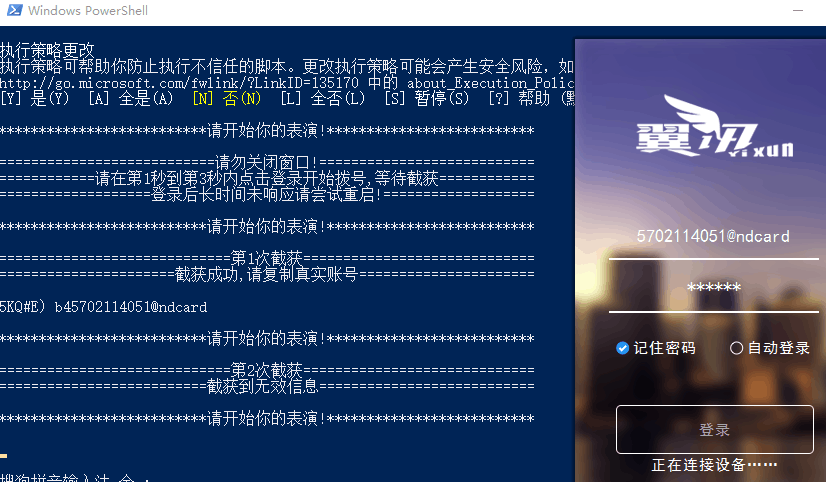 Windows PowerShell
执行策略更改
执行策略可帮助你防止执行不信任的脚本。更改执行策略可能会产生安全风险，如
http://go.microsoft.com/fwlink/?LinkID=135170 中的 about_Execution_Polic
[Y] 是(Y)  [A] 全是(A)  [N] 否(N)  [L] 全否(L)  [S] 暂停(S)  [?] 帮助 (默
**************************请开始你的表演!**************************
===========================请勿关闭窗口!===========================
============请在第1秒到第3秒内点击登录开始拨号,等待截获============
===================登录后长时间未响应请尝试重启!===================
**************************请开始你的表演!**************************
=============================第1次截获=============================
======================截获成功,请复制真实账号======================
5KQ#E) b45702114051@ndcard
**************************请开始你的表演!**************************
=============================第2次截获=============================
==========================截获到无效信息===========================
**************************请开始你的表演!**************************
搜狗拼音输入法 全 :
翼讯
Yixun
5702114051@ndcard
******
记住密码
自动登录
登录
正在连接设备……